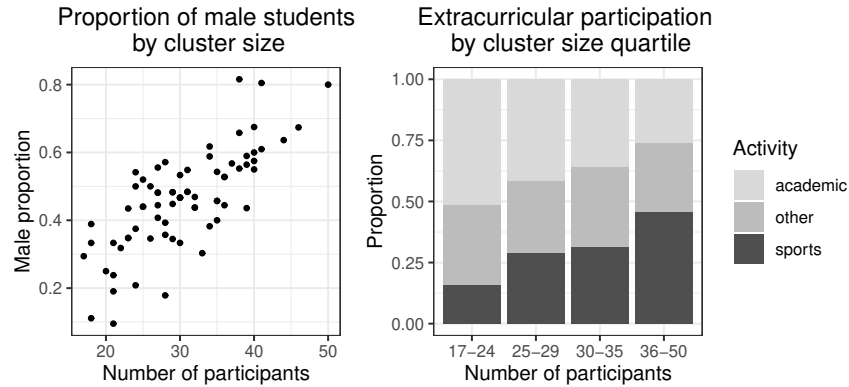 Proportion of male students
by cluster size
Male proportion
0.8
0.6
0.4
0.2
20 30 40 50
Number of participants
Extracurricular participation
by cluster size quartile
Proportion
1.00
0.75
0.50
0.25
0.00
17−24 25−29 30−35 36−50
Number of participants
Activity
academic
other
sports